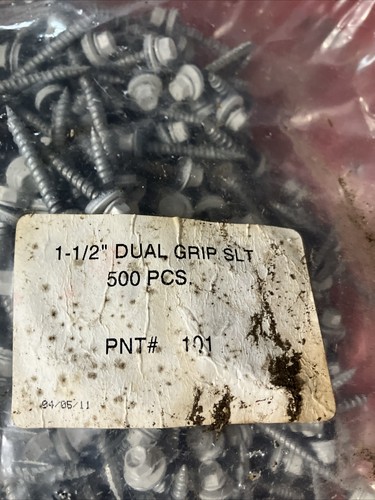 1-1/2" DUAL GRIP SLT
500 PCS
PNT# 101
04/05/11